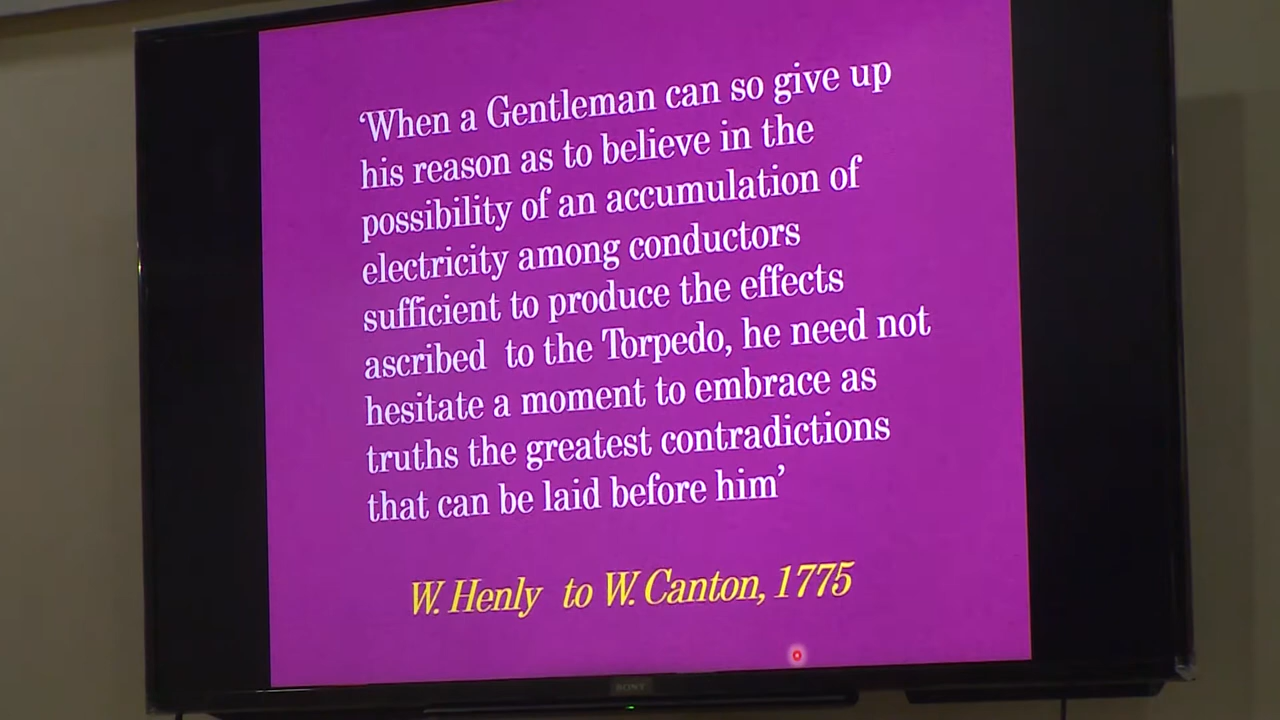 ‘When a Gentleman can so give up
his reason as to believe in the
possibility of an accumulation of
electricity among conductors
sufficient to produce the effects
ascribed to the Torpedo, he need not
hesitate a moment to embrace as
truths the greatest contradictions
that can be laid before him’
W. Henly to W. Canton, 1775
SONY